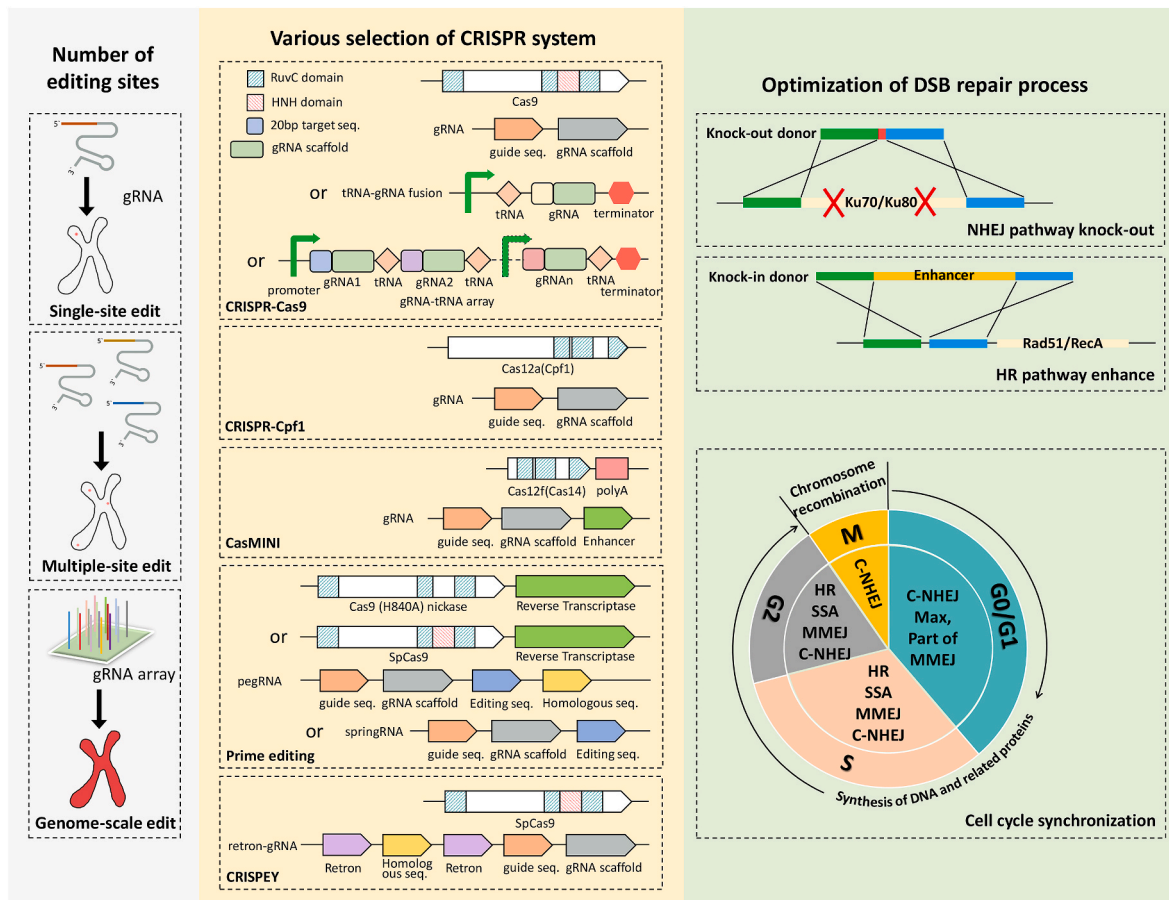 Number of
editing sites
5´
3´
gRNA
Single-site edit
5´
5´
3´
5´
3´
3´
Multiple-site edit
gRNA array
Genome-scale edit
Various selection of CRISPR system
RuvC domain
HNH domain
20bp target seq.
gRNA scaffold
Cas9
gRNA
guide seq. gRNA scaffold
or tRNA-gRNA fusion
tRNA gRNA terminator
or
promoter gRNA1 tRNA gRNA2 tRNA gRNAn tRNA terminator
gRNA-tRNA array
CRISPR-Cas9
Cas12a(Cpf1)
gRNA
guide seq. gRNA scaffold
CRISPR-Cpf1
Cas12f(Cas14) polyA
gRNA
guide seq. gRNA scaffold Enhancer
CasMINI
Cas9 (H840A) nickase Reverse Transcriptase
or
SpCas9 Reverse Transcriptase
pegRNA
guide seq. gRNA scaffold Editing seq. Homologous seq.
or springRNA
guide seq. gRNA scaffold Editing seq.
Prime editing
SpCas9
retron-gRNA
Retron Homolog Retron guide seq. gRNA scaffold
ous seq.
CRISPEY
Optimization of DSB repair process
Knock-out donor
Ku70/Ku80
NHEJ pathway knock-out
Knock-in donor
Enhancer
Rad51/RecA
HR pathway enhance
Chromosome
recombination
M
C-NHEJ
G0/G1
C-NHEJ
Max,
Part of
MMEJ
G2
HR
SSA
MMEJ
C-NHEJ
HR
SSA
MMEJ
C-NHEJ
S
Synthesis of DNA and related proteins
Cell cycle synchronization